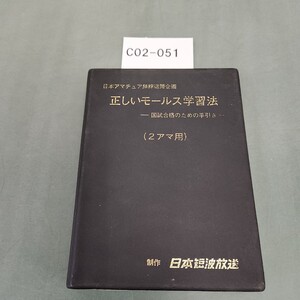 C02-051
日本アマチュア無線連盟企画
正しいモールス学習法
―国試合格のための手引き―
(2アマ用)
制作 日本短波放送